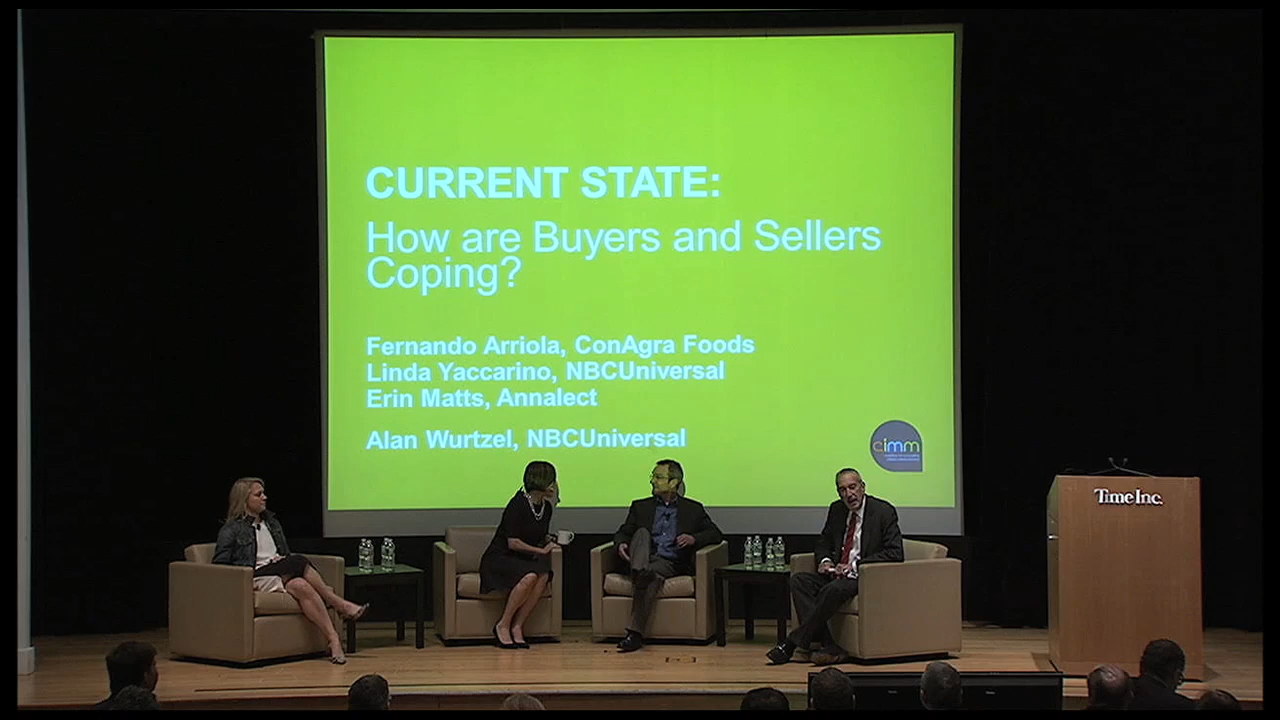 CURRENT STATE:
How are Buyers and Sellers
Coping?
Fernando Arriola, ConAgra Foods
Linda Yaccarino, NBCUniversal
Erin Matts, Annalect
Alan Wurtzel, NBCUniversal
cimm
Time Inc.